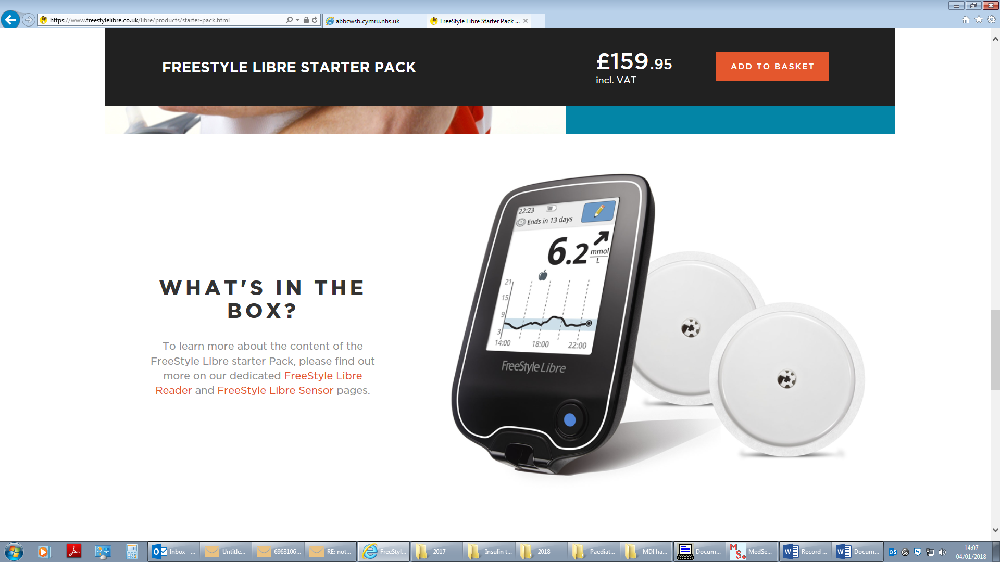 https://www.freestylelibre.co.uk/libre/products/starter-pack.html
abbcwsb.cymru.nhs.uk
FreeStyle Libre Starter Pack ...
FREESTYLE LIBRE STARTER PACK
£159.95
incl. VAT
ADD TO BASKET
22:23
Ends in 13 days
6.2 mmol
L
21
15
9
3
14:00 18:00 22:00
FreeStyle Libre
WHAT'S IN THE
BOX?
To learn more about the content of the
FreeStyle Libre starter Pack, please find out
more on our dedicated FreeStyle Libre
Reader and FreeStyle Libre Sensor pages.
Inbox - ...
Untitle...
6963106...
RE: not...
FreeStyl...
2017
Insulin t...
2018
Paediat...
MDI ha...
Docum...
MedSe...
Record ...
Docum...
14:07
04/01/2018